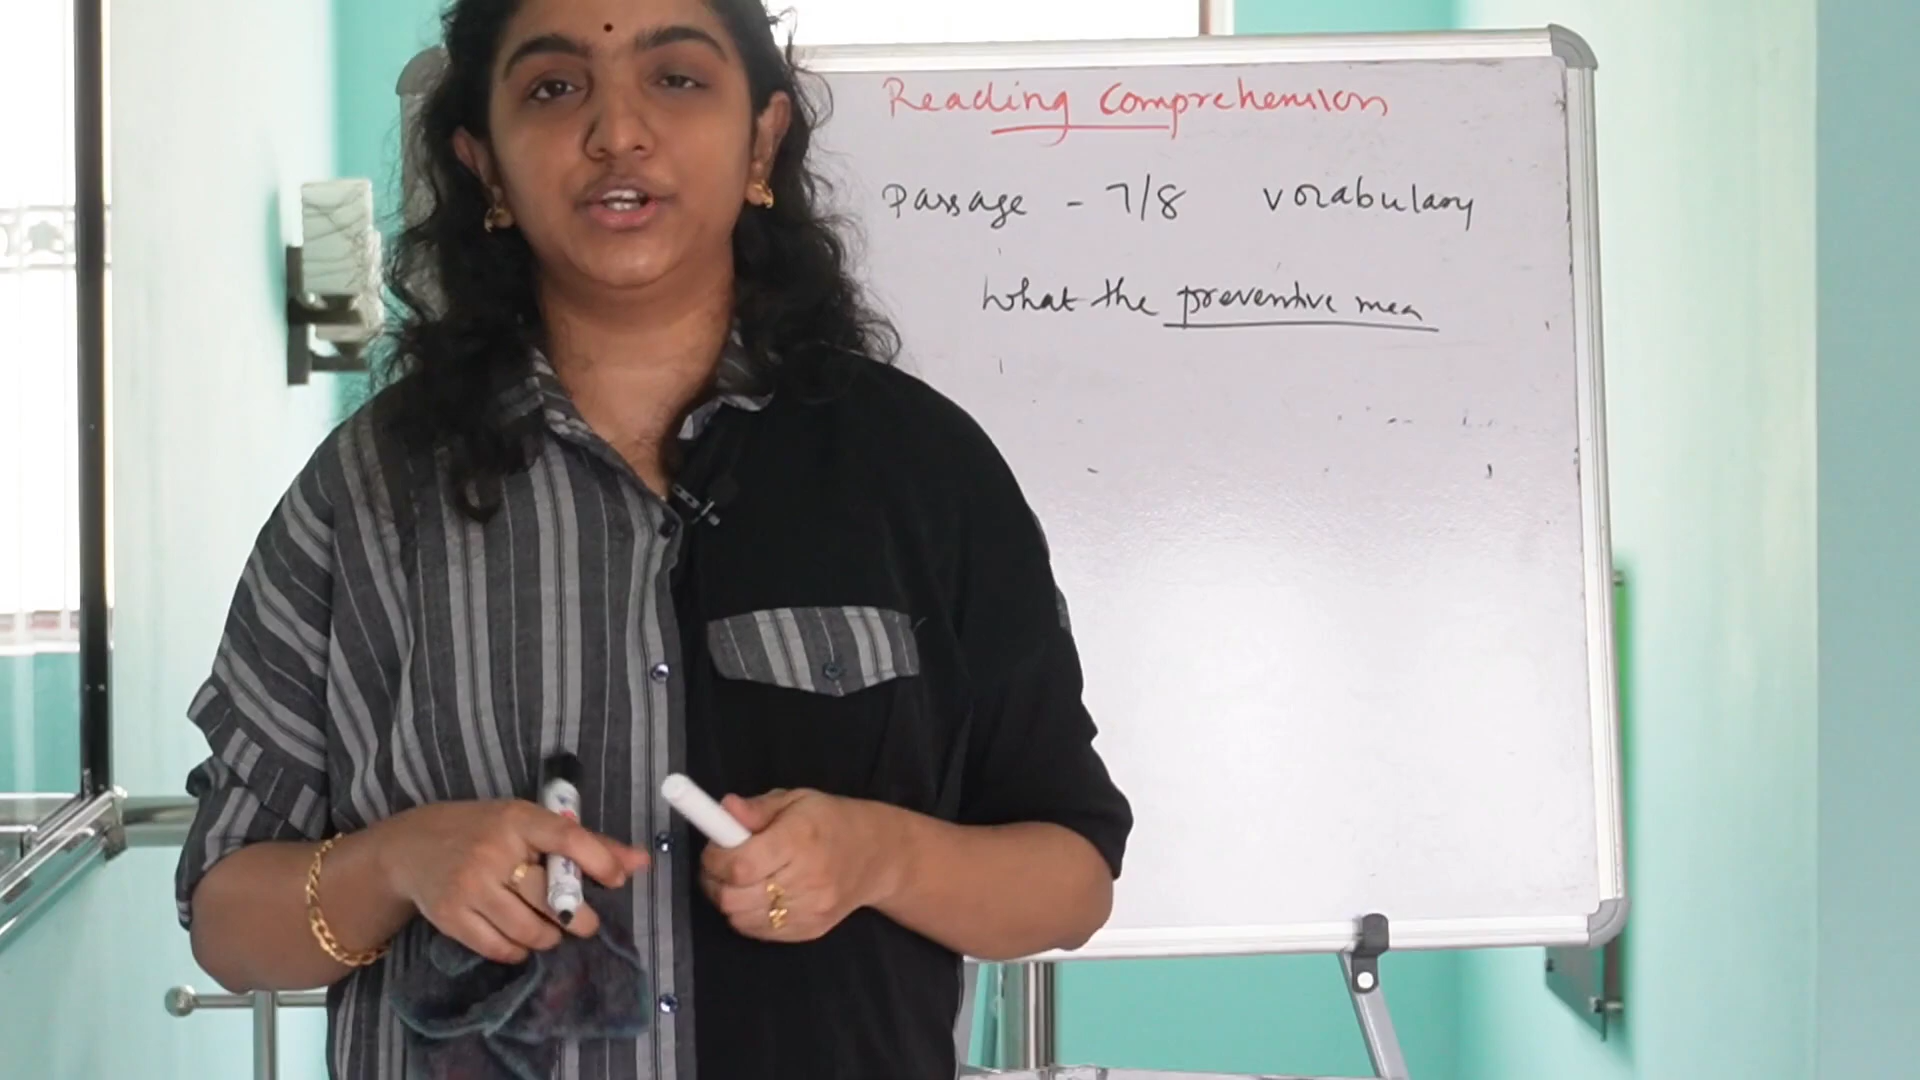 Reading Comprehension
Passage - 7/8 vocabulary
What the preventive mea